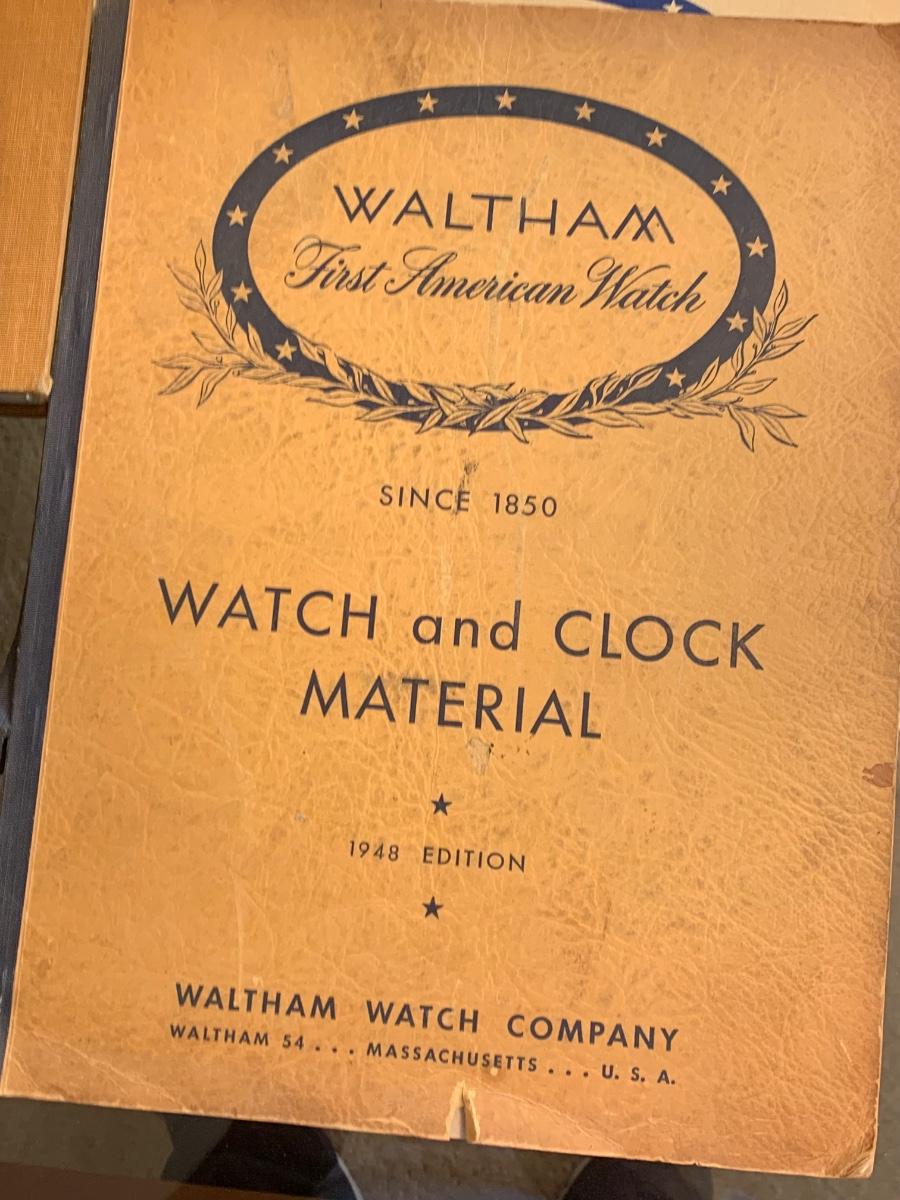 WALTHAM
First American Watch
SINCE 1850
WATCH and CLOCK
MATERIAL
1948 EDITION
WALTHAM WATCH COMPANY
WALTHAM 54 . . . MASSACHUSETTS . . . U. S. A.